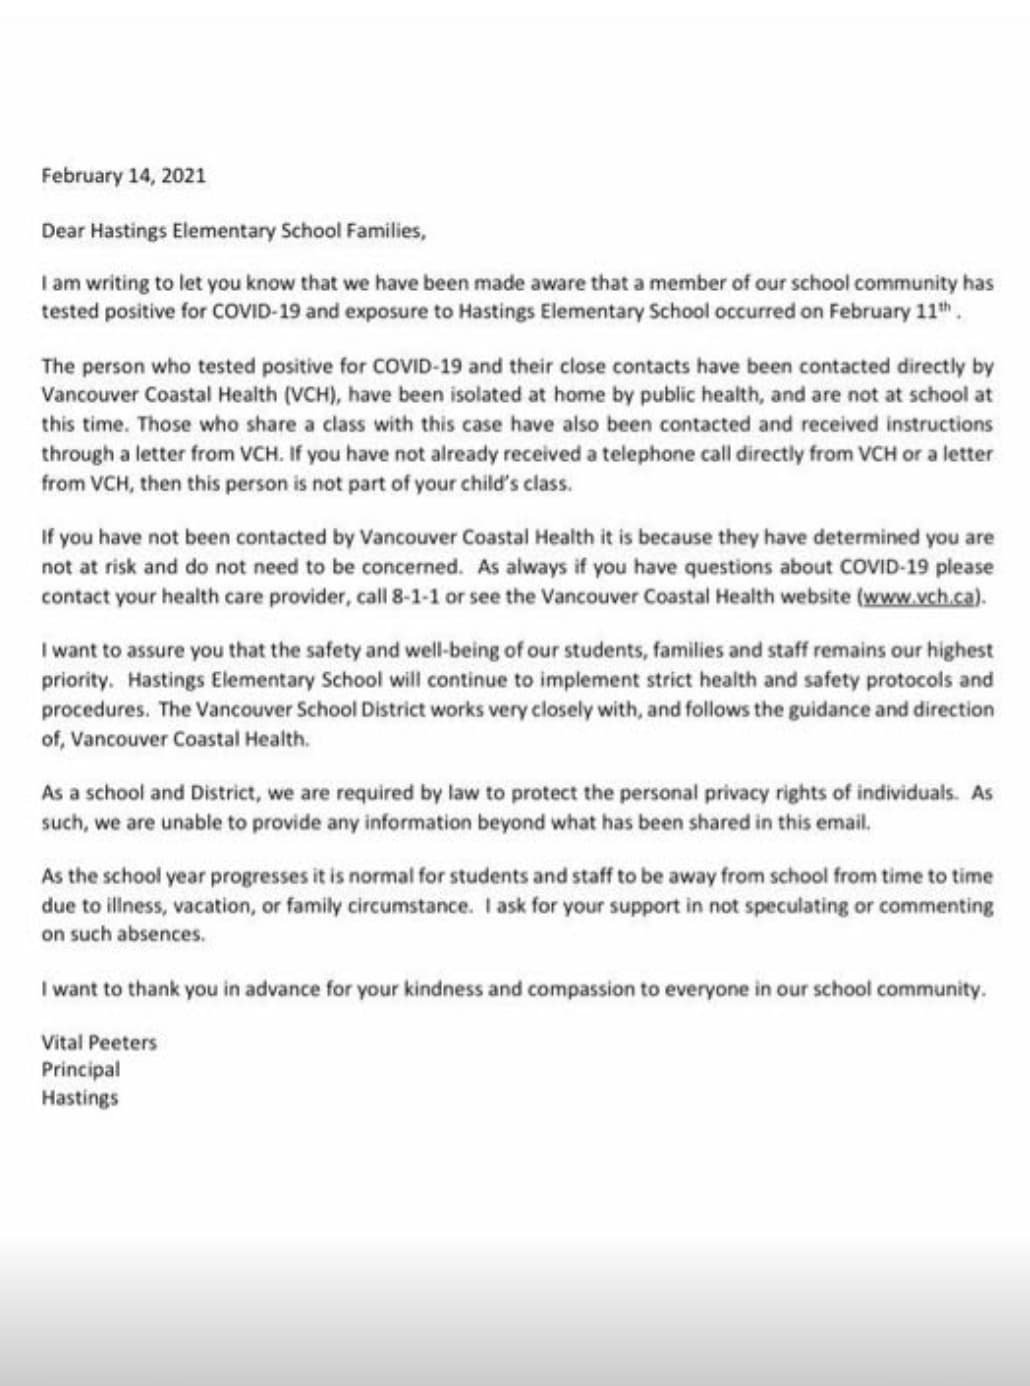 February 14, 2021
Dear Hastings Elementary School Families,
I am writing to let you know that we have been made aware that a member of our school community has
tested positive for COVID-19 and exposure to Hastings Elementary School occurred on February 11th .
The person who tested positive for COVID-19 and their close contacts have been contacted directly by
Vancouver Coastal Health (VCH), have been isolated at home by public health, and are not at school at
this time. Those who share a class with this case have also been contacted and received instructions
through a letter from VCH. If you have not already received a telephone call directly from VCH or a letter
from VCH, then this person is not part of your child's class.
If you have not been contacted by Vancouver Coastal Health it is because they have determined you are
not at risk and do not need to be concerned.  As always if you have questions about COVID-19 please
contact your health care provider, call 8-1-1 or see the Vancouver Coastal Health website (www.vch.ca).
I want to assure you that the safety and well-being of our students, families and staff remains our highest
priority.  Hastings Elementary School will continue to implement strict health and safety protocols and
procedures.  The Vancouver School District works very closely with, and follows the guidance and direction
of, Vancouver Coastal Health.
As a school and District, we are required by law to protect the personal privacy rights of individuals.  As
such, we are unable to provide any information beyond what has been shared in this email.
As the school year progresses it is normal for students and staff to be away from school from time to time
due to illness, vacation, or family circumstance.  I ask for your support in not speculating or commenting
on such absences.
I want to thank you in advance for your kindness and compassion to everyone in our school community.
Vital Peeters
Principal
Hastings